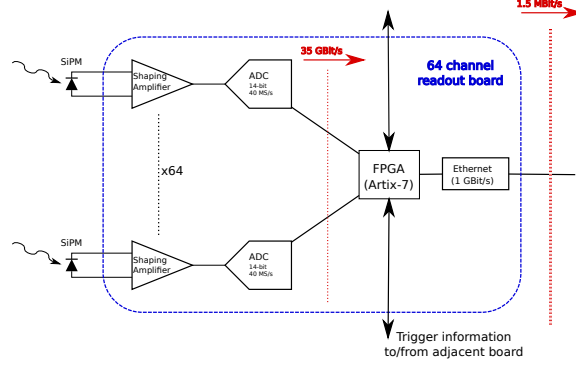 1.5 MBit/s
35 GBit/s
64 channel
readout board
SiPM
Shaping
Amplifier
ADC
14-bit
40 MS/s
x64
FPGA
(Artix-7)
Ethernet
(1 GBit/s)
SiPM
Shaping
Amplifier
ADC
14-bit
40 MS/s
Trigger information
to/from adjacent board